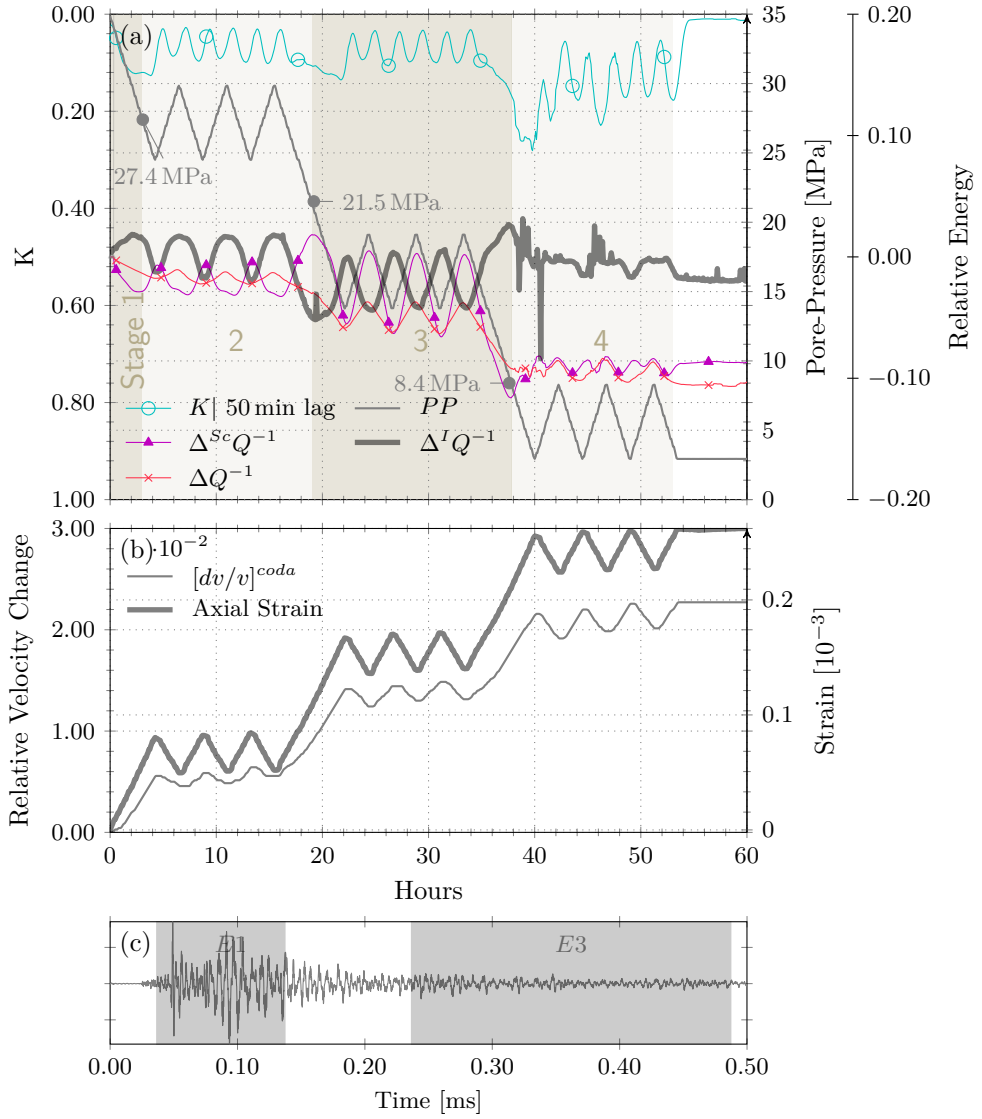 (a)
0.00
0.20
0.40
0.60
0.80
1.00
K
35
30
25
20
15
10
5
0
Pore-Pressure [MPa]
0.20
0.10
0.00
−0.10
−0.20
Relative Energy
27.4 MPa
21.5 MPa
8.4 MPa
Stage 1
2
3
4
K| 50 min lag
PP
Δ^{Sc}Q^{−1}
Δ^{I}Q^{−1}
ΔQ^{−1}
(b)
·10^{−2}
3.00
2.00
1.00
0.00
Relative Velocity Change
[dv/v]^{coda}
Axial Strain
0.2
0.1
0
Strain [10^{−3}]
0 10 20 30 40 50 60
Hours
(c)
E1
E3
0.00 0.10 0.20 0.30 0.40 0.50
Time [ms]